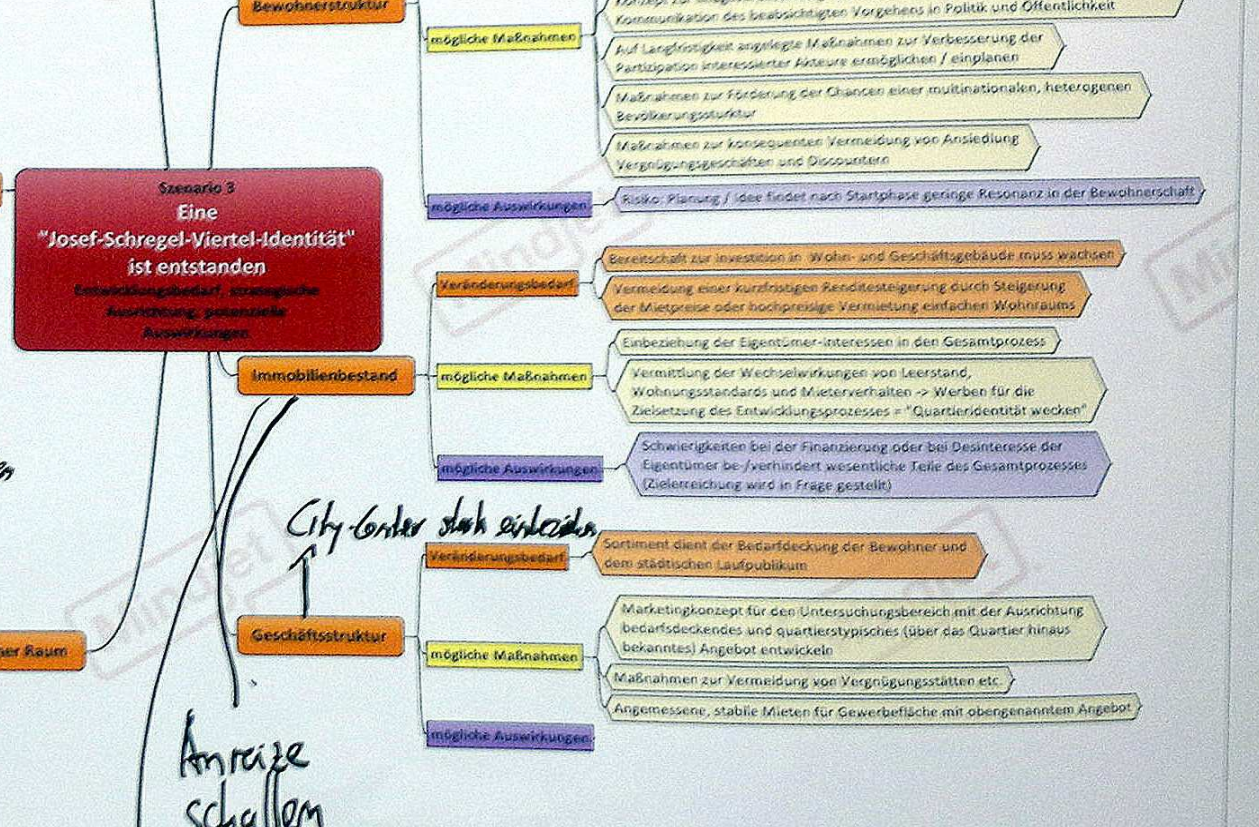 Bewohnerstruktur
mögliche Maßnahmen
Kommunikation des beabsichtigten Vorgehens in Politik und Öffentlichkeit
Auf Langfristigkeit angelegte Maßnahmen zur Verbesserung der
Partizipation interessierter Akteure ermöglichen / einplanen
Maßnahmen zur Förderung der Chancen einer multinationalen, heterogenen
Bevölkerungssturktur
Maßnahmen zur konsequenten Vermeidung von Ansiedlung
Vergnügungsgeschäften und Discountern
mögliche Auswirkungen
Risiko: Planung / Idee findet nach Startphase geringe Resonanz in der Bewohnerschaft
Szenario 3
Eine
"Josef-Schregel-Viertel-Identität"
ist entstanden
Entwicklungsbedarf, strategische
Ausrichtung, potenzielle
Auswirkungen
Immobilienbestand
Veränderungsbedarf
Bereitschaft zur Investition in Wohn- und Geschäftsgebäude muss wachsen
Vermeidung einer kurzfristigen Renditesteigerung durch Steigerung
der Mietpreise oder hochpreisige Vermietung einfachen Wohnraums
mögliche Maßnahmen
Einbeziehung der Eigentümer-Interessen in den Gesamtprozess
Vermittlung der Wechselwirkungen von Leerstand,
Wohnungsstandards und Mieterverhalten -> Werben für die
Zielsetzung des Entwicklungsprozesses = "Quartieridentität wecken"
mögliche Auswirkungen
Schwierigkeiten bei der Finanzierung oder bei Desinteresse der
Eigentümer be-/verhindert wesentliche Teile des Gesamtprozesses
(Zielerreichung wird in Frage gestellt)
City-Center stark einbeziehen
Geschäftsstruktur
Veränderungsbedarf
Sortiment dient der Bedarfdeckung der Bewohner und
dem städtischen Laufpublikum
mögliche Maßnahmen
Marketingkonzept für den Untersuchungsbereich mit der Ausrichtung
bedarfsdeckendes und quartierstypisches (über das Quartier hinaus
bekanntes) Angebot entwickeln
Maßnahmen zur Vermeidung von Vergnügungsstätten etc.
Angemessene, stabile Mieten für Gewerbefläche mit obengenanntem Angebot
mögliche Auswirkungen
Raum
Anreize
schaffen
Mindjet
Mindjet